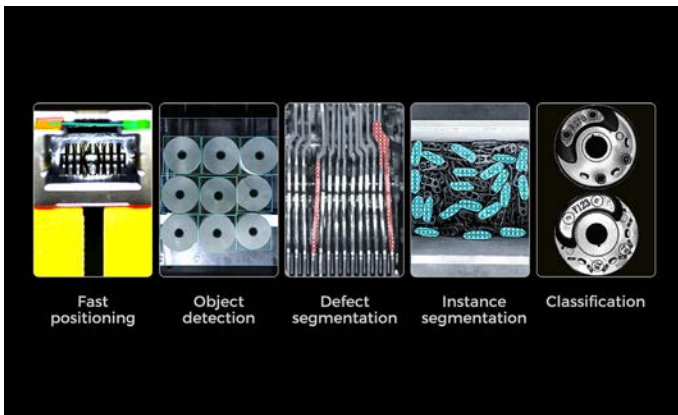 Fast
positioning
Object
detection
Defect
segmentation
Instance
segmentation
Classification